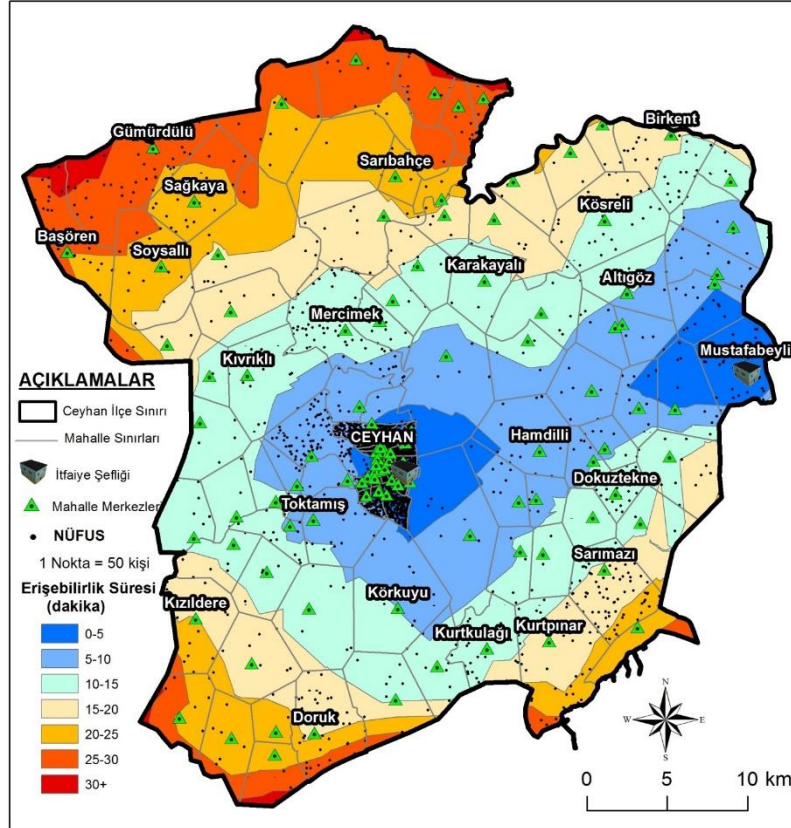 Birkent
Gümürdülü
Sarıbahçe
Sağkaya
Kösreli
Başören
Soysallı
Karakayalı
Altıgöz
Mercimek
Mustafabeyli
Kıvrıklı
AÇIKLAMALAR
Ceyhan İlçe Sınırı
Mahalle Sınırları
CEYHAN
Hamdilli
İtfaiye Şefliği
Dokuztekne
Mahalle Merkezler
Toktamış
NÜFUS
1 Nokta = 50 kişi
Sarımazı
Erişebilirlik Süresi
(dakika)
Kızıldere
Körkuyu
Kurtkulağı
Kurtpınar
0-5
5-10
10-15
15-20
20-25
25-30
30+
Doruk
N
W
E
S
0 5 10 km